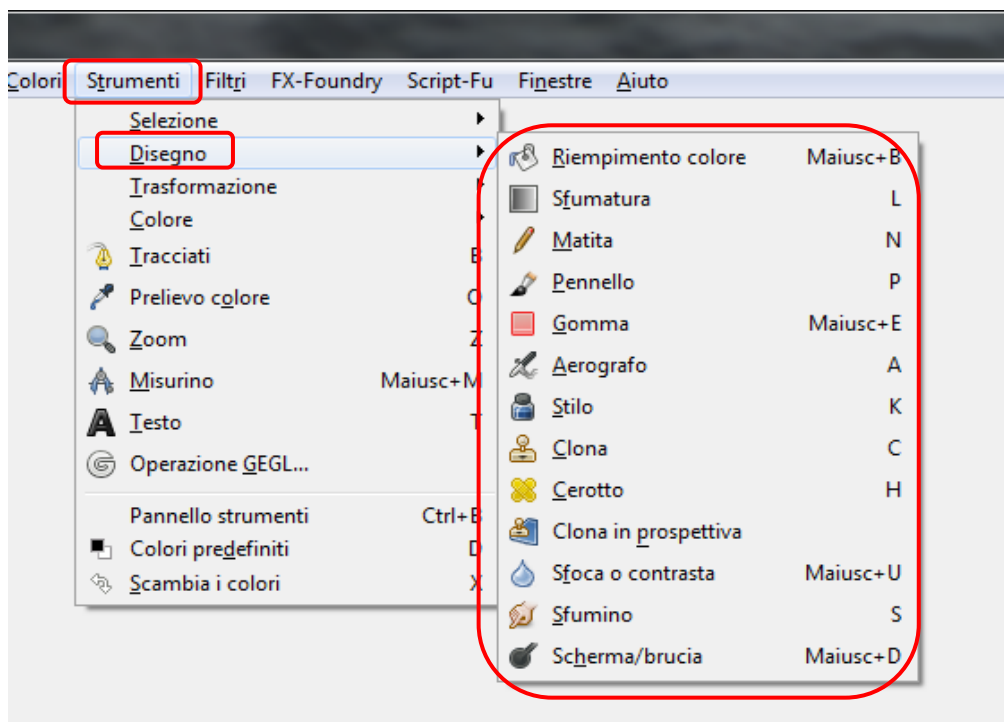 Colori Strumenti Filtri FX-Foundry Script-Fu Finestre Aiuto
Selezione
Disegno
Trasformazione
Colore
Tracciati B
Prelievo colore O
Zoom Z
Misurino Maiusc+M
Testo T
Operazione GEGL...
Pannello strumenti Ctrl+B
Colori predefiniti D
Scambia i colori X
Riempimento colore Maiusc+B
Sfumatura L
Matita N
Pennello P
Gomma Maiusc+E
Aerografo A
Stilo K
Clona C
Cerotto H
Clona in prospettiva
Sfoca o contrasta Maiusc+U
Sfumino S
Scherma/brucia Maiusc+D